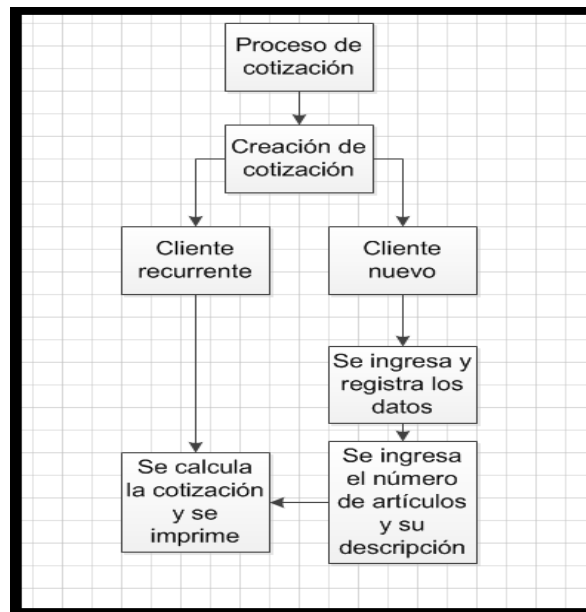 Proceso de
cotización
Creación de
cotización
Cliente
recurrente
Cliente
nuevo
Se ingresa y
registra los
datos
Se calcula
la cotización
y se
imprime
Se ingresa
el número
de artículos
y su
descripción